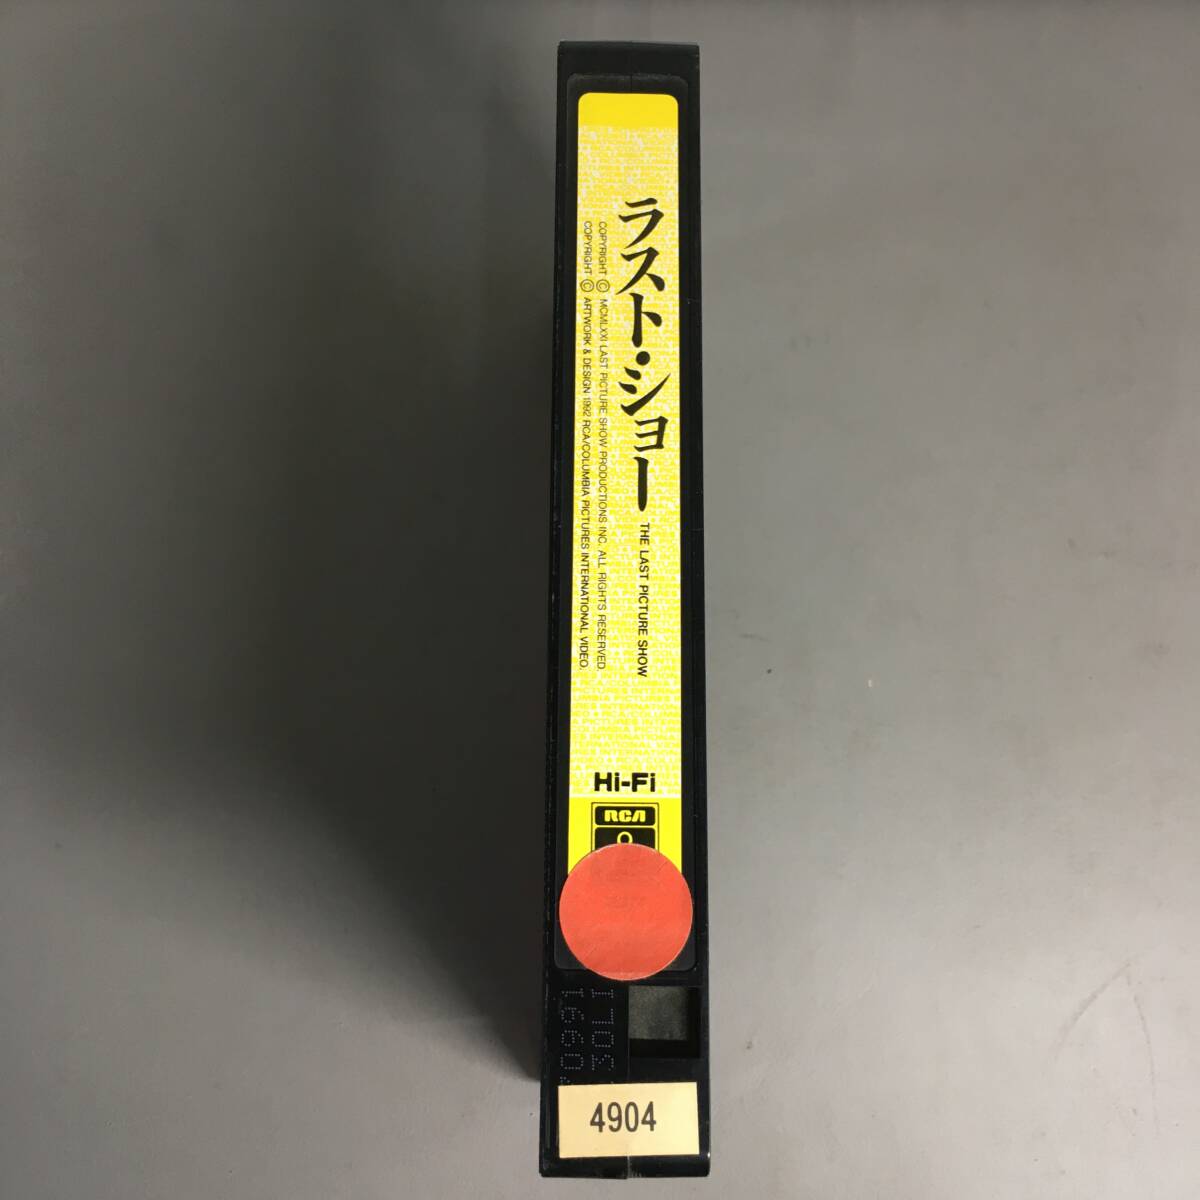 ラスト・ショー THE LAST PICTURE SHOW
COPYRIGHT © MCMLXXI LAST PICTURE SHOW PRODUCTIONS INC. ALL RIGHTS RESERVED.
COPYRIGHT © ARTWORK & DESIGN 1992 RCA/COLUMBIA PICTURES INTERNATIONAL VIDEO.
Hi-Fi
RCA
4904